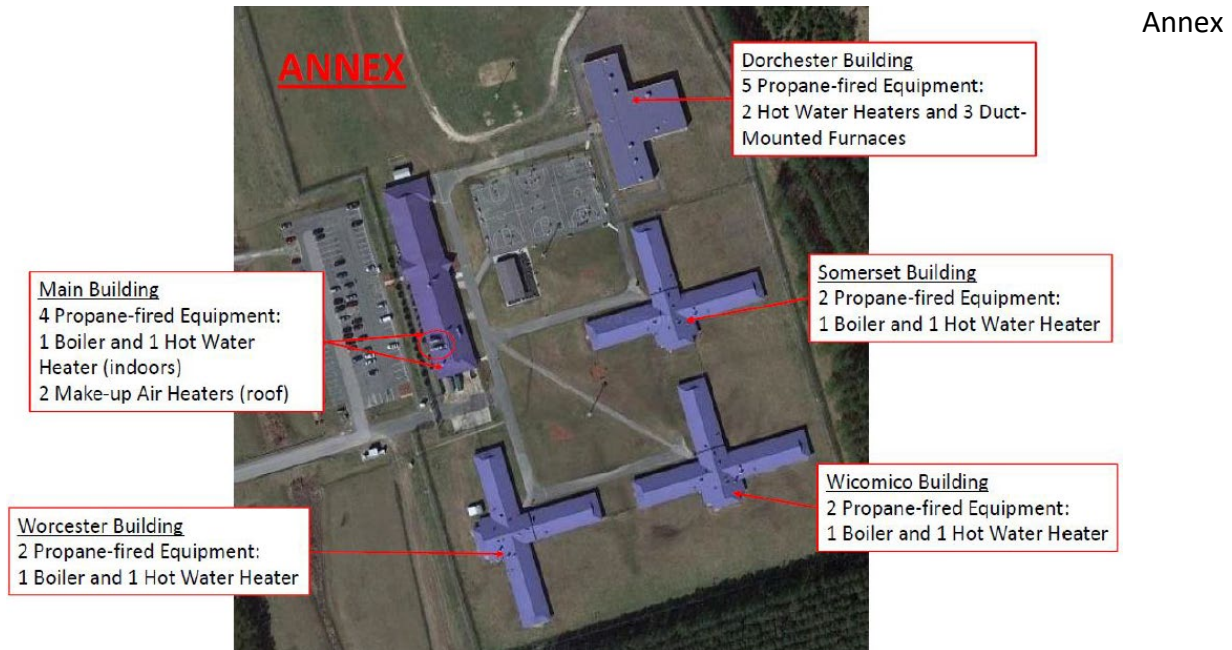 Annex
ANNEX
Dorchester Building
5 Propane-fired Equipment:
2 Hot Water Heaters and 3 Duct-
Mounted Furnaces
Main Building
4 Propane-fired Equipment:
1 Boiler and 1 Hot Water
Heater (indoors)
2 Make-up Air Heaters (roof)
Somerset Building
2 Propane-fired Equipment:
1 Boiler and 1 Hot Water Heater
Wicomico Building
2 Propane-fired Equipment:
1 Boiler and 1 Hot Water Heater
Worcester Building
2 Propane-fired Equipment:
1 Boiler and 1 Hot Water Heater